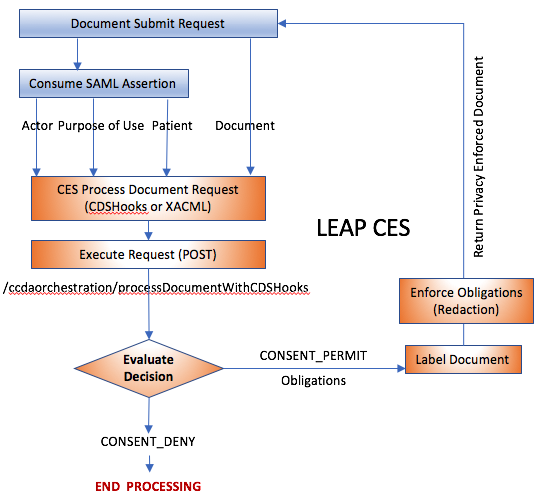 Document Submit Request
Consume SAML Assertion
Actor Purpose of Use Patient Document
CES Process Document Request
(CDSHooks or XACML)
LEAP CES
Return Privacy Enforced Document
Execute Request (POST)
/ccdaorchestration/processDocumentWithCDSHooks
Enforce Obligations
(Redaction)
Evaluate
Decision
CONSENT_PERMIT
Obligations
Label Document
CONSENT_DENY
END PROCESSING